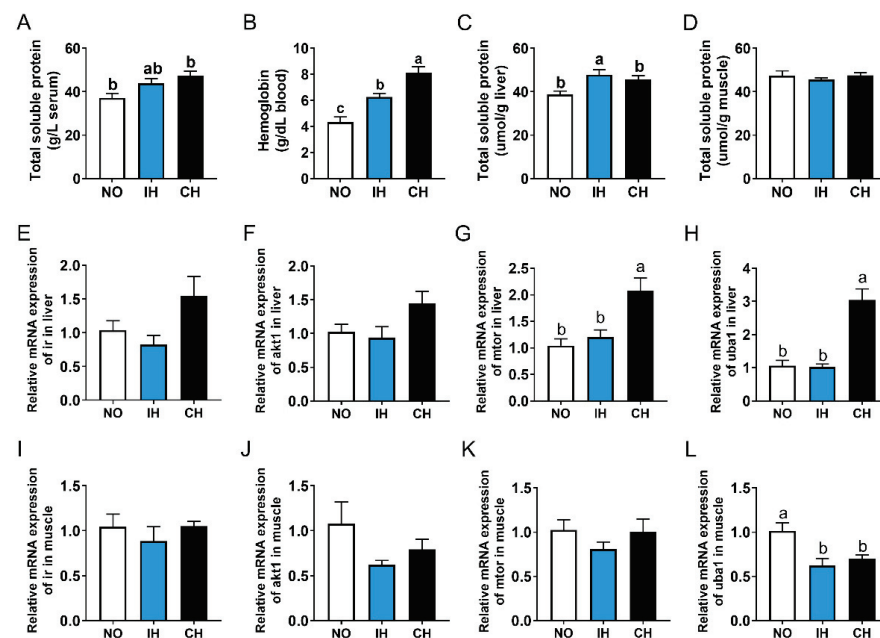 A
Total soluble protein
(g/L serum)
60
40
20
0
b
ab
b
NO IH CH
B
Hemoglobin
(g/dL blood)
10
8
6
4
2
0
c
b
a
NO IH CH
C
Total soluble protein
(umol/g liver)
60
40
20
0
b
a
b
NO IH CH
D
Total soluble protein
(umol/g muscle)
60
40
20
0
NO IH CH
E
Relative mRNA expression
of ir in liver
2.0
1.5
1.0
0.5
0.0
NO IH CH
F
Relative mRNA expression
of akt1 in liver
2.0
1.5
1.0
0.5
0.0
NO IH CH
G
Relative mRNA expression
of mtor in liver
2.5
2.0
1.5
1.0
0.5
0.0
b
b
a
NO IH CH
H
Relative mRNA expression
of uba1 in liver
4
3
2
1
0
b
b
a
NO IH CH
I
Relative mRNA expression
of ir in muscle
1.5
1.0
0.5
0.0
NO IH CH
J
Relative mRNA expression
of akt1 in muscle
1.5
1.0
0.5
0.0
NO IH CH
K
Relative mRNA expression
of mtor in muscle
1.5
1.0
0.5
0.0
NO IH CH
L
Relative mRNA expression
of uba1 in muscle
1.5
1.0
0.5
0.0
a
b
b
NO IH CH